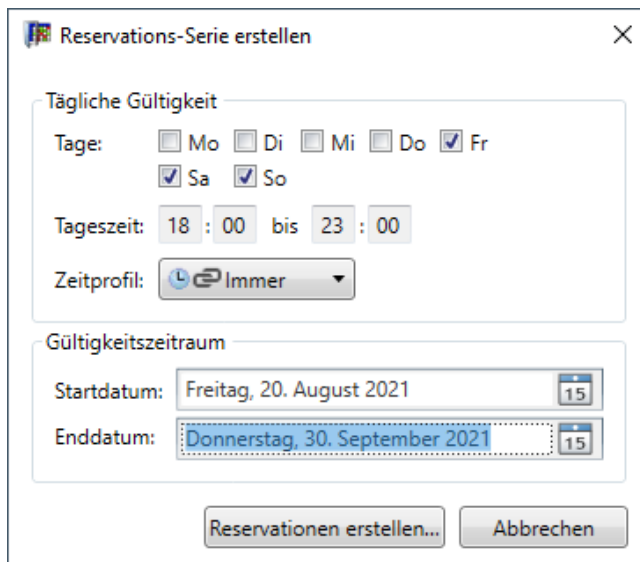 Reservations-Serie erstellen
Tägliche Gültigkeit
Tage: Mo Di Mi Do Fr
Sa So
Tageszeit: 18 : 00 bis 23 : 00
Zeitprofil: Immer
Gültigkeitszeitraum
Startdatum: Freitag, 20. August 2021 15
Enddatum: Donnerstag, 30. September 2021 15
Reservationen erstellen... Abbrechen